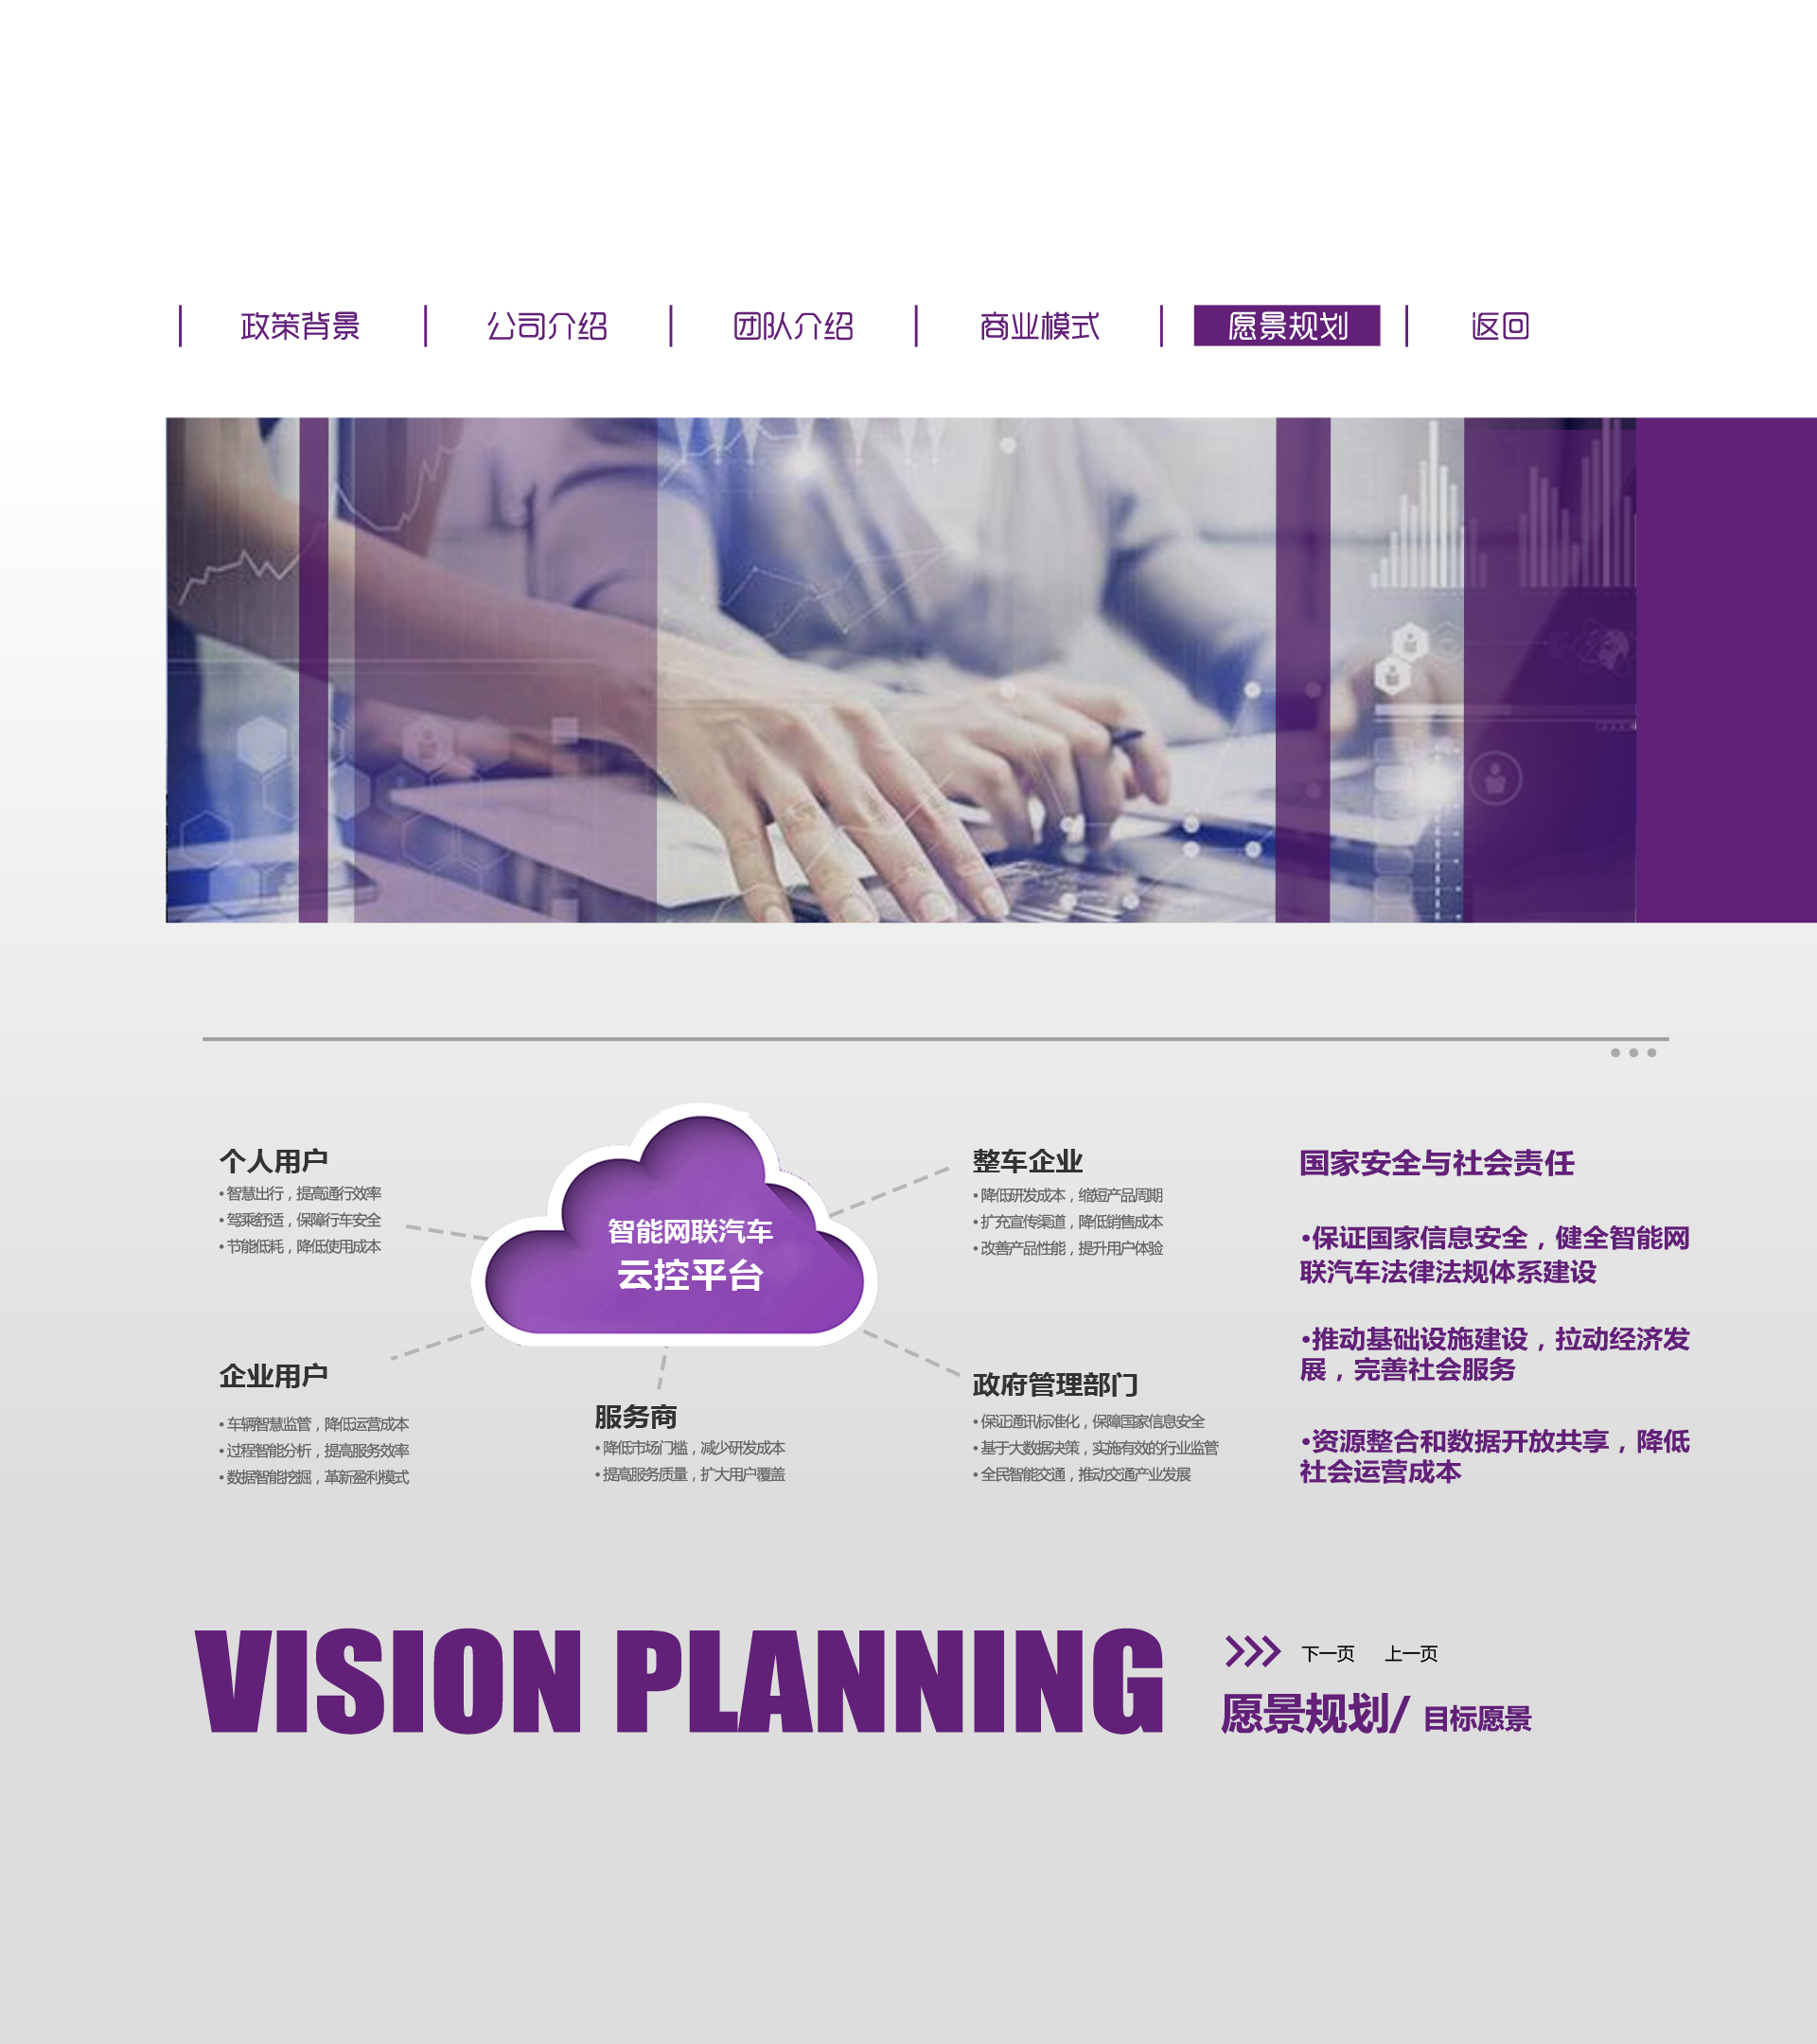 政策背景
公司介绍
团队介绍
商业模式
愿景规划
返回
个人用户
•智慧出行，提高通行效率
•驾乘舒适，保障行车安全
•节能低耗，降低使用成本
智能网联汽车
云控平台
整车企业
•降低研发成本，缩短产品周期
•扩充宣传渠道，降低销售成本
•改善产品性能，提升用户体验
企业用户
•车辆智慧监管，降低运营成本
•过程智能分析，提高服务效率
•数据智能挖掘，革新盈利模式
服务商
•降低市场门槛，减少研发成本
•提高服务质量，扩大用户覆盖
政府管理部门
•保证通讯标准化，保障国家信息安全
•基于大数据决策，实施有效的行业监管
•全民智能交通，推动交通产业发展
国家安全与社会责任
•保证国家信息安全，健全智能网
联汽车法律法规体系建设
•推动基础设施建设，拉动经济发
展，完善社会服务
•资源整合和数据开放共享，降低
社会运营成本
VISION PLANNING
下一页 上一页
愿景规划/ 目标愿景